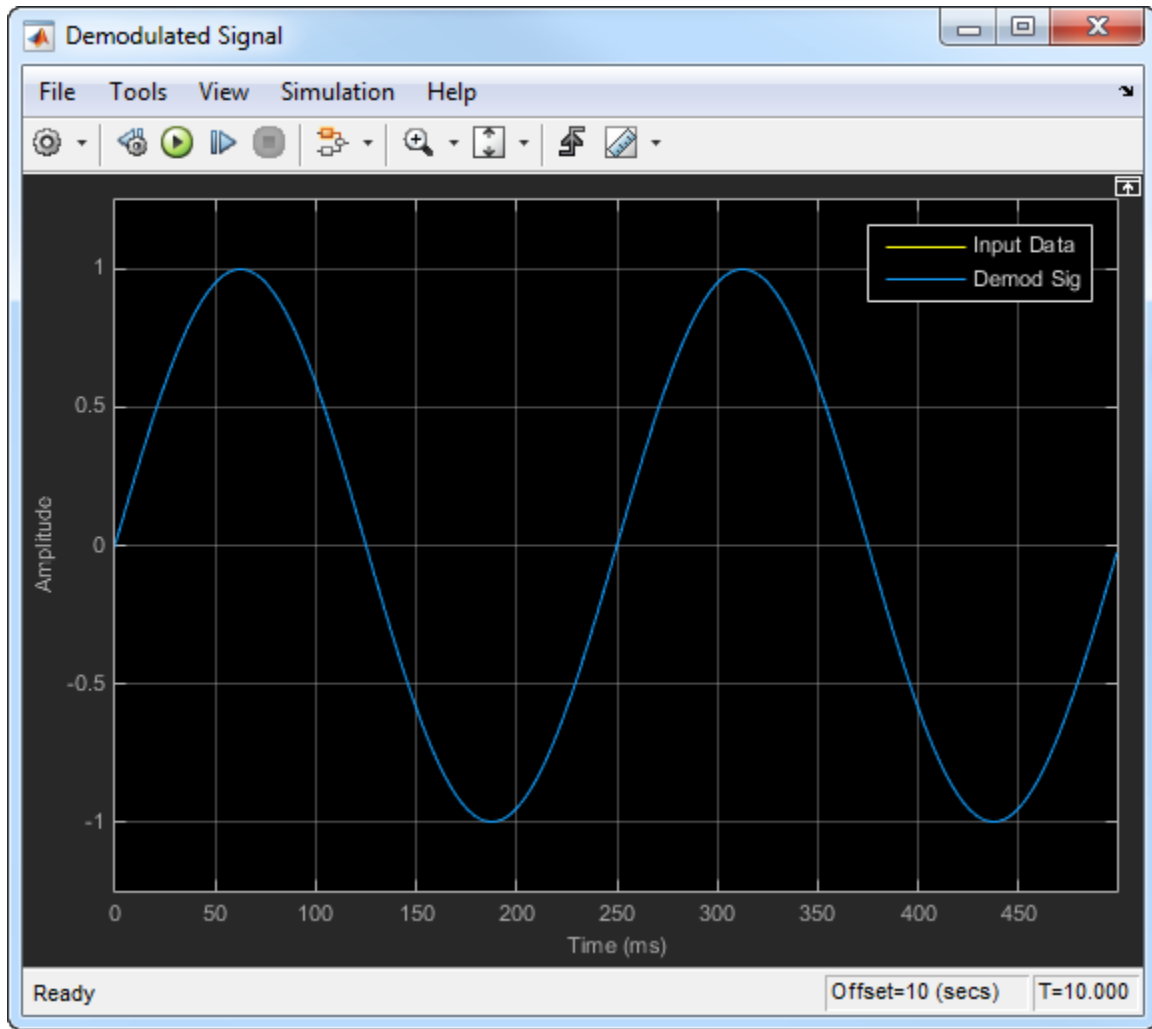 Demodulated Signal
File Tools View Simulation Help
Input Data
Demod Sig
1
0.5
0
-0.5
-1
Amplitude
0 50 100 150 200 250 300 350 400 450
Time (ms)
Ready Offset=10 (secs) T=10.000